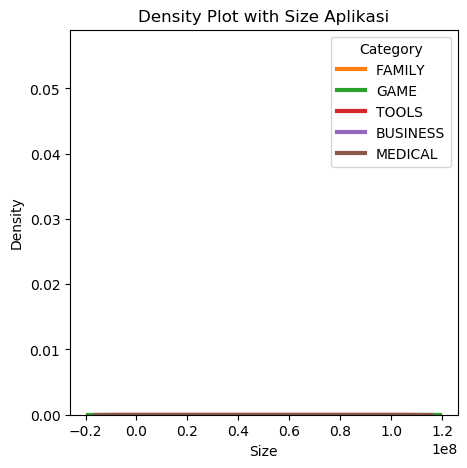 Density Plot with Size Aplikasi
Category
FAMILY
GAME
TOOLS
BUSINESS
MEDICAL
0.05
0.04
0.03
0.02
0.01
0.00
Density
−0.2 0.0 0.2 0.4 0.6 0.8 1.0 1.2
1e8
Size